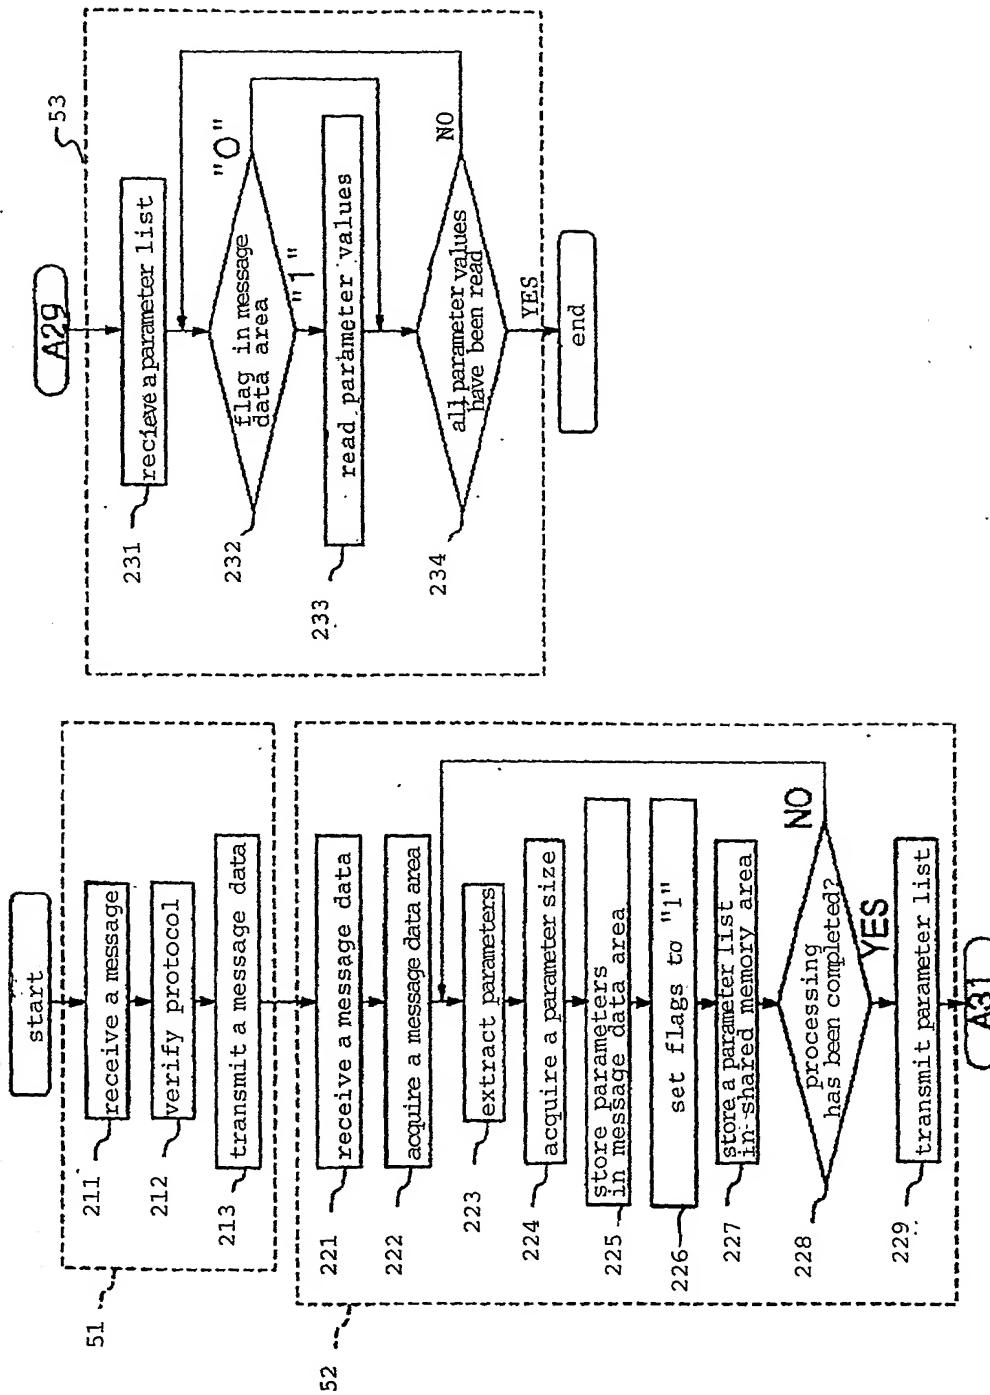 start
51
211
receive a message
212
verify protocol
213
transmit a message data
52
221
receive a message data
222
acquire a message data area
223
extract parameters
224
acquire a parameter size
225
store parameters
in message data area
226
set flags to "1"
227
store a parameter list
in shared memory area
228
processing
has been completed?
NO
YES
229
transmit parameter list
A31
A29
53
231
recieve a parameter list
232
flag in message
data area
"0"
"1"
233
read parameter values
234
all parameter values
have been read
NO
YES
end